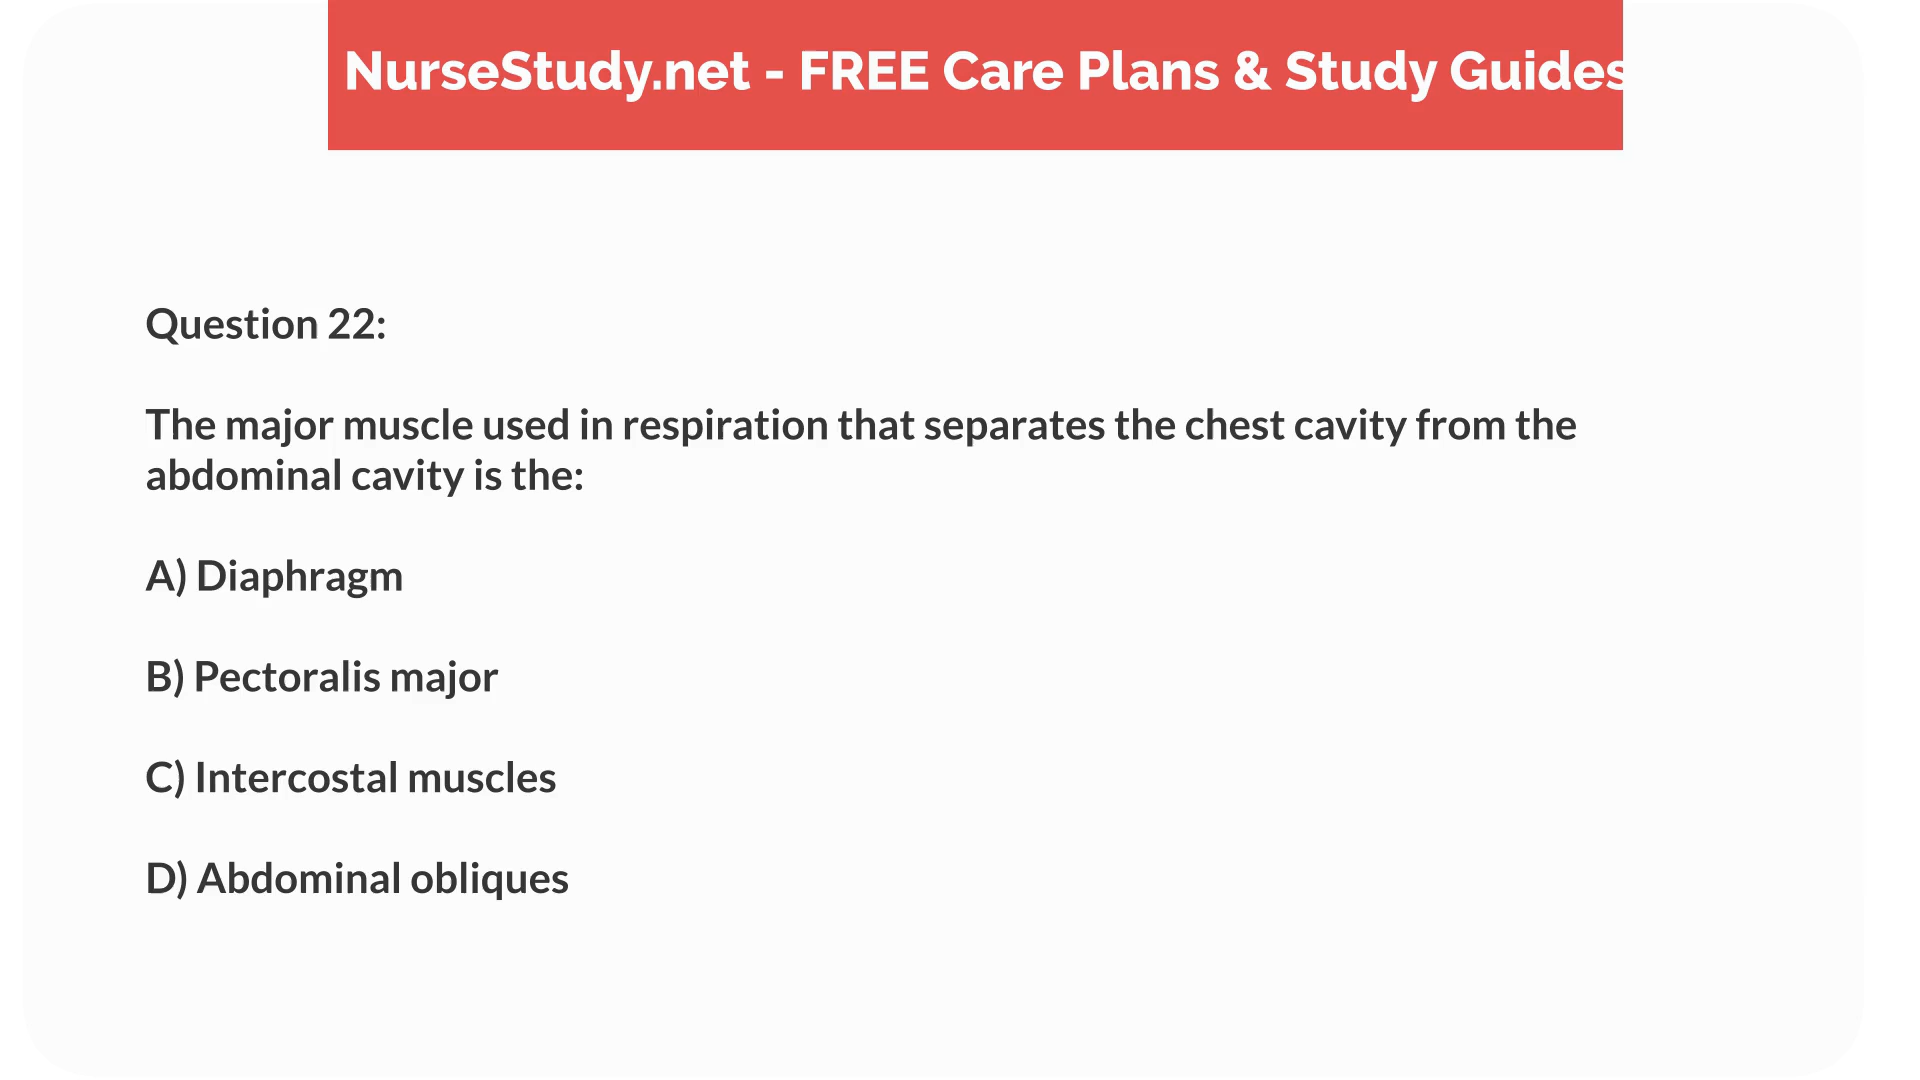 NurseStudy.net - FREE Care Plans & Study Guides
Question 22:
The major muscle used in respiration that separates the chest cavity from the
abdominal cavity is the:
A) Diaphragm
B) Pectoralis major
C) Intercostal muscles
D) Abdominal obliques